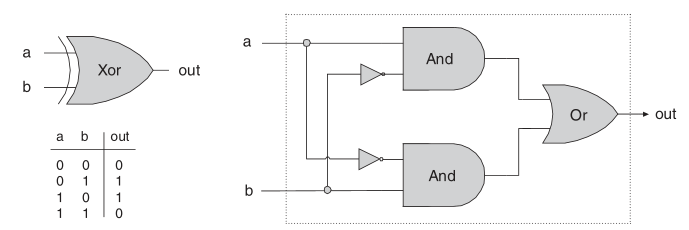 a
Xor
out
b
a b out
0 0 0
0 1 1
1 0 1
1 1 0
a
And
Or
out
And
b